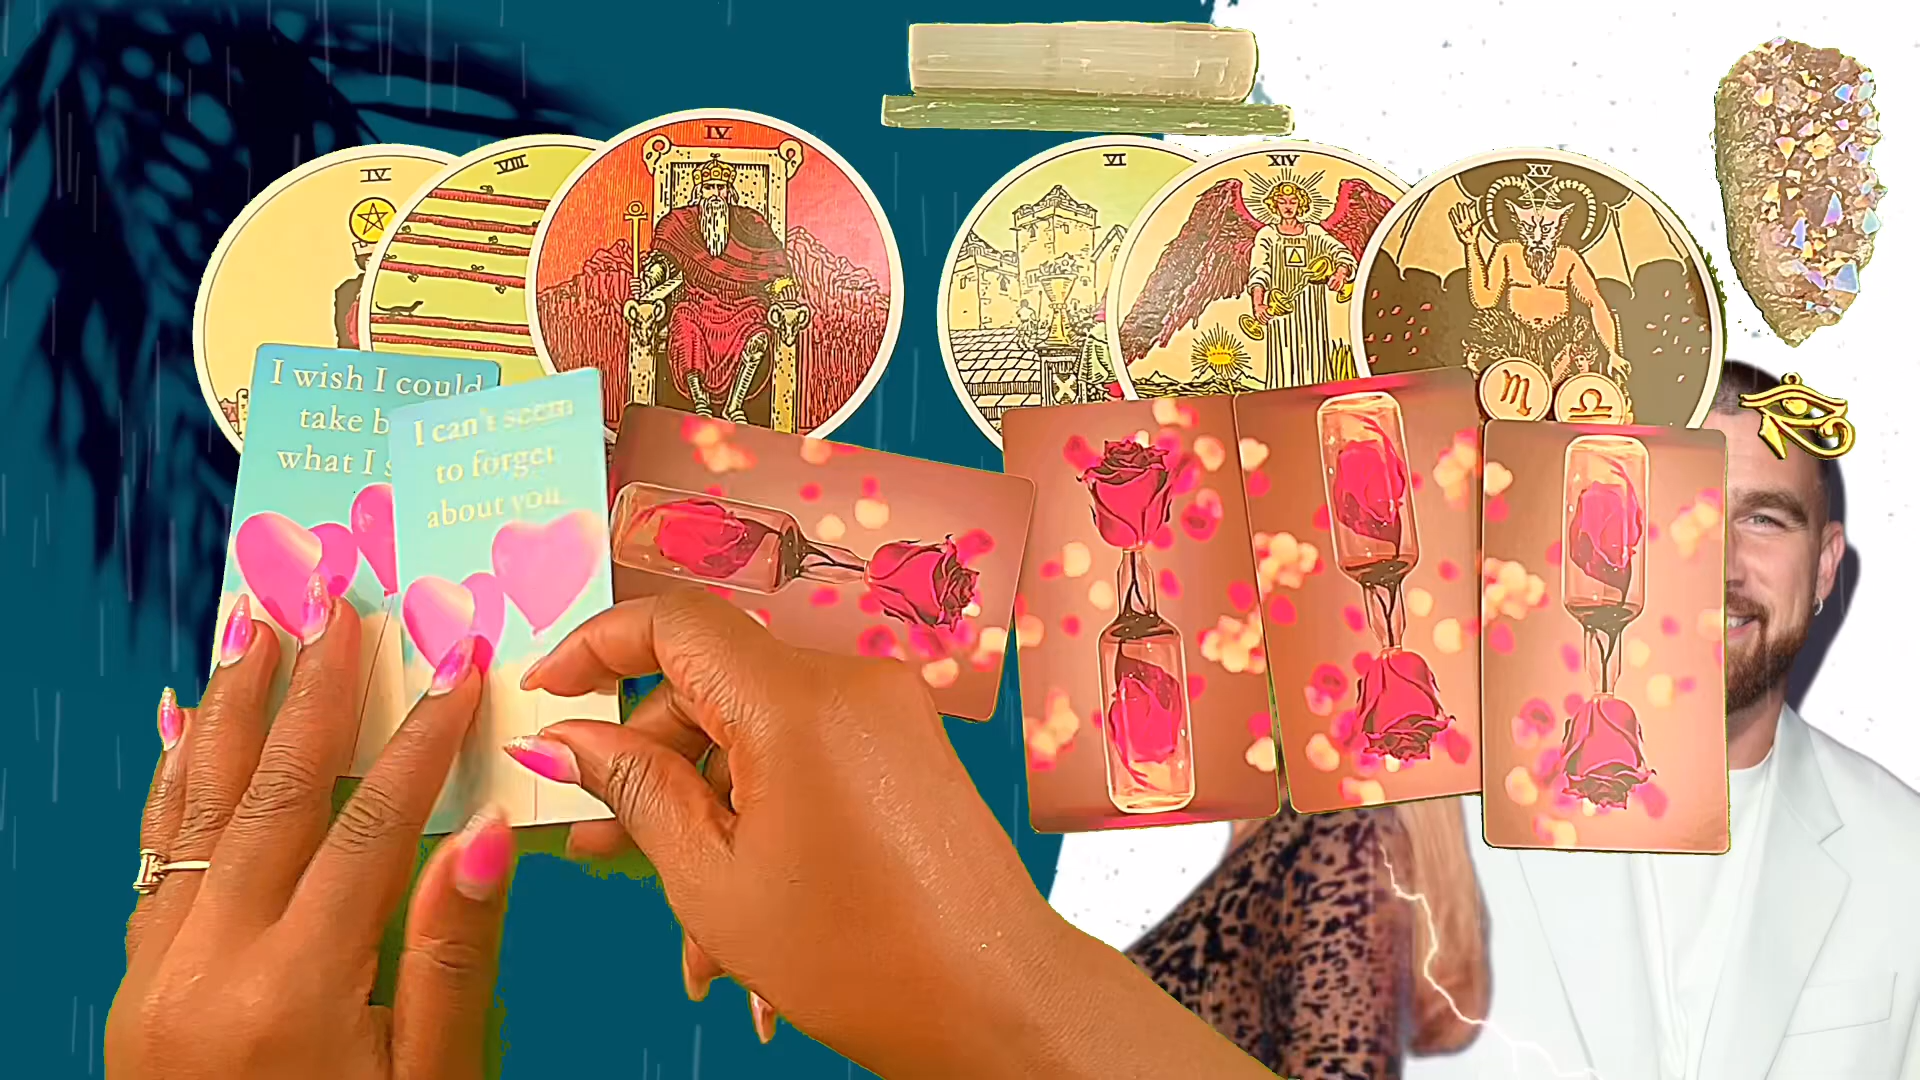 IV
VIII
IV
VI
XIV
XV
I wish I could
take b
what I s
I can't seem
to forget
about you.